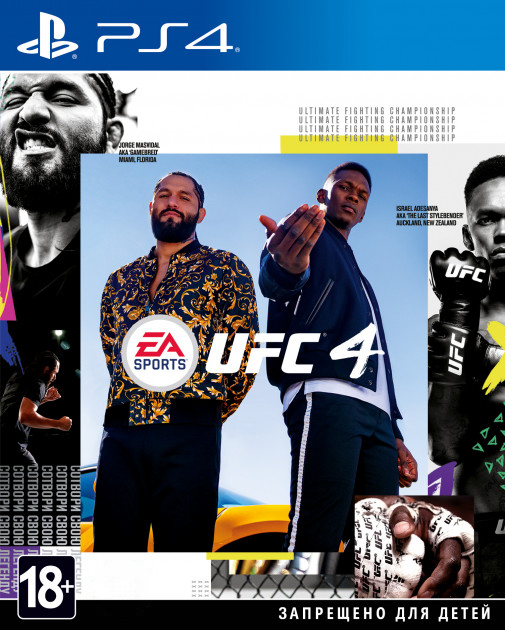 PS4
ULTIMATE FIGHTING CHAMPIONSHIP
ULTIMATE FIGHTING CHAMPIONSHIP
ULTIMATE FIGHTING CHAMPIONSHIP
ULTIMATE FIGHTING CHAMPIONSHIP
JORGE MASVIDAL
AKA 'GAMEBRED'
MIAMI, FLORIDA
ISRAEL ADESANYA
AKA 'THE LAST STYLEBENDER'
AUCKLAND, NEW ZEALAND
UFC
UFC
EA
SPORTS
UFC 4
СОТВОРИ СВОЮ ЛЕГЕНДУ
18+
ЗАПРЕЩЕНО ДЛЯ ДЕТЕЙ